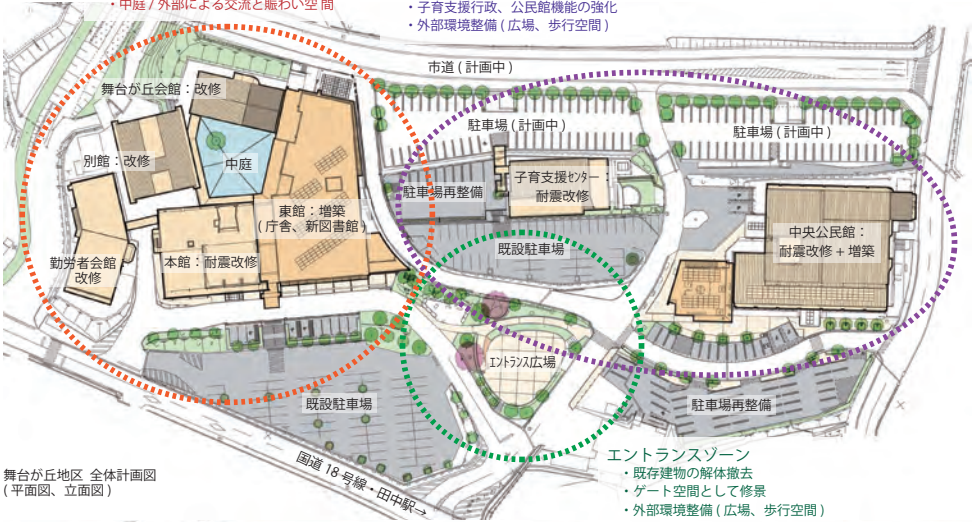 ・中庭 / 外部による交流と賑わい空間
・子育支援行政、公民館機能の強化
・外部環境整備 ( 広場、歩行空間 )
市道 ( 計画中 )
舞台が丘会館：改修
駐車場 ( 計画中 )
駐車場 ( 計画中 )
別館：改修
中庭
駐車場再整備
子育支援センター：
耐震改修
東館：増築
( 庁舎、新図書館 )
中央公民館：
耐震改修 + 増築
既設駐車場
勤労者会館
改修
本館：耐震改修
エントランス広場
既設駐車場
駐車場再整備
エントランスゾーン
・既存建物の解体撤去
・ゲート空間として修景
・外部環境整備 ( 広場、歩行空間 )
国道 18 号線・田中駅→
舞台が丘地区 全体計画図
( 平面図、立面図 )